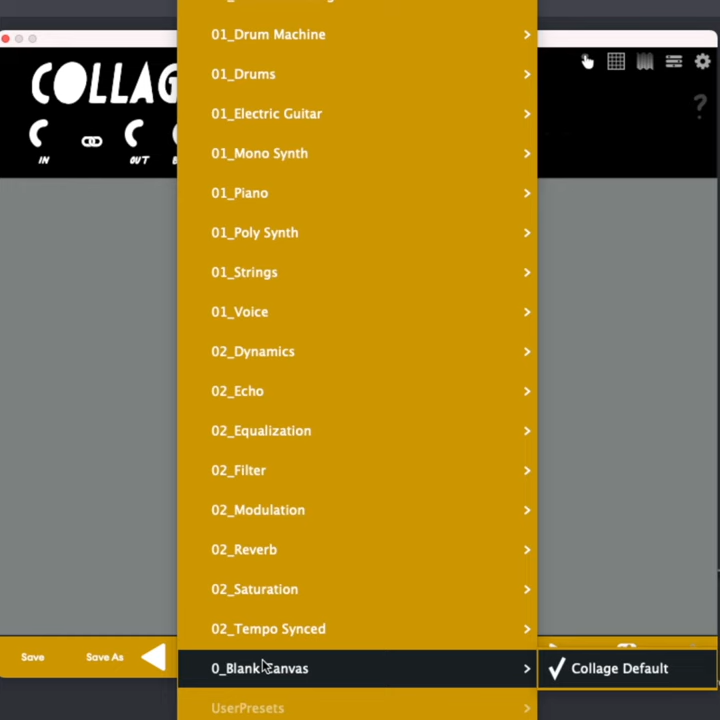 01_Drum Machine
COLLAG
01_Drums
01_Electric Guitar
IN
OUT
01_Mono Synth
01_Piano
01_Poly Synth
01_Strings
01_Voice
02_Dynamics
02_Echo
02_Equalization
02_Filter
02_Modulation
02_Reverb
02_Saturation
02_Tempo Synced
Save
Save As
0_Blank Canvas
Collage Default
UserPresets